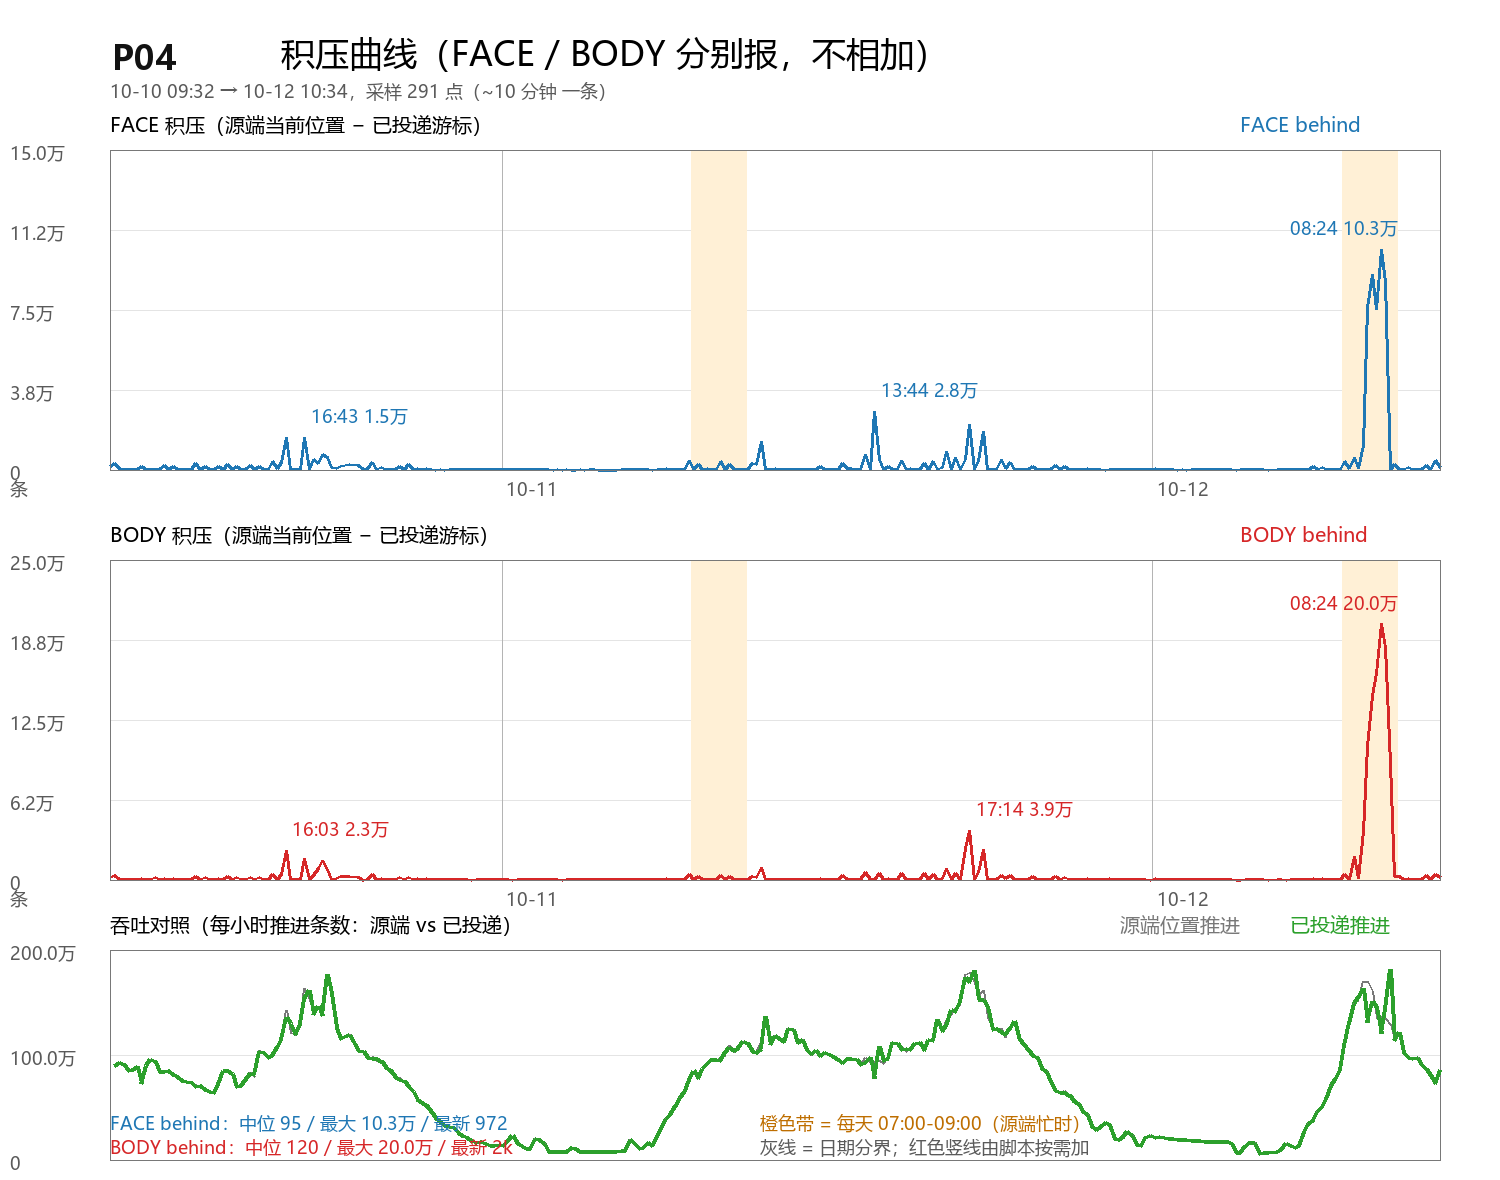 P04 积压曲线（FACE / BODY 分别报，不相加）
10-10 09:32 → 10-12 10:34，采样 291 点（~10 分钟 一条）
FACE 积压（源端当前位置 − 已投递游标） FACE behind
15.0万
11.2万
08:24 10.3万
7.5万
3.8万
13:44 2.8万
16:43 1.5万
0
条
10-11 10-12
BODY 积压（源端当前位置 − 已投递游标） BODY behind
25.0万
08:24 20.0万
18.8万
12.5万
6.2万
17:14 3.9万
16:03 2.3万
0
条
10-11 10-12
吞吐对照（每小时推进条数：源端 vs 已投递） 源端位置推进 已投递推进
200.0万
100.0万
FACE behind：中位 95 / 最大 10.3万 / 最新 972 橙色带 = 每天 07:00-09:00（源端忙时）
BODY behind：中位 120 / 最大 20.0万 / 最新 2k 灰线 = 日期分界；红色竖线由脚本按需加
0